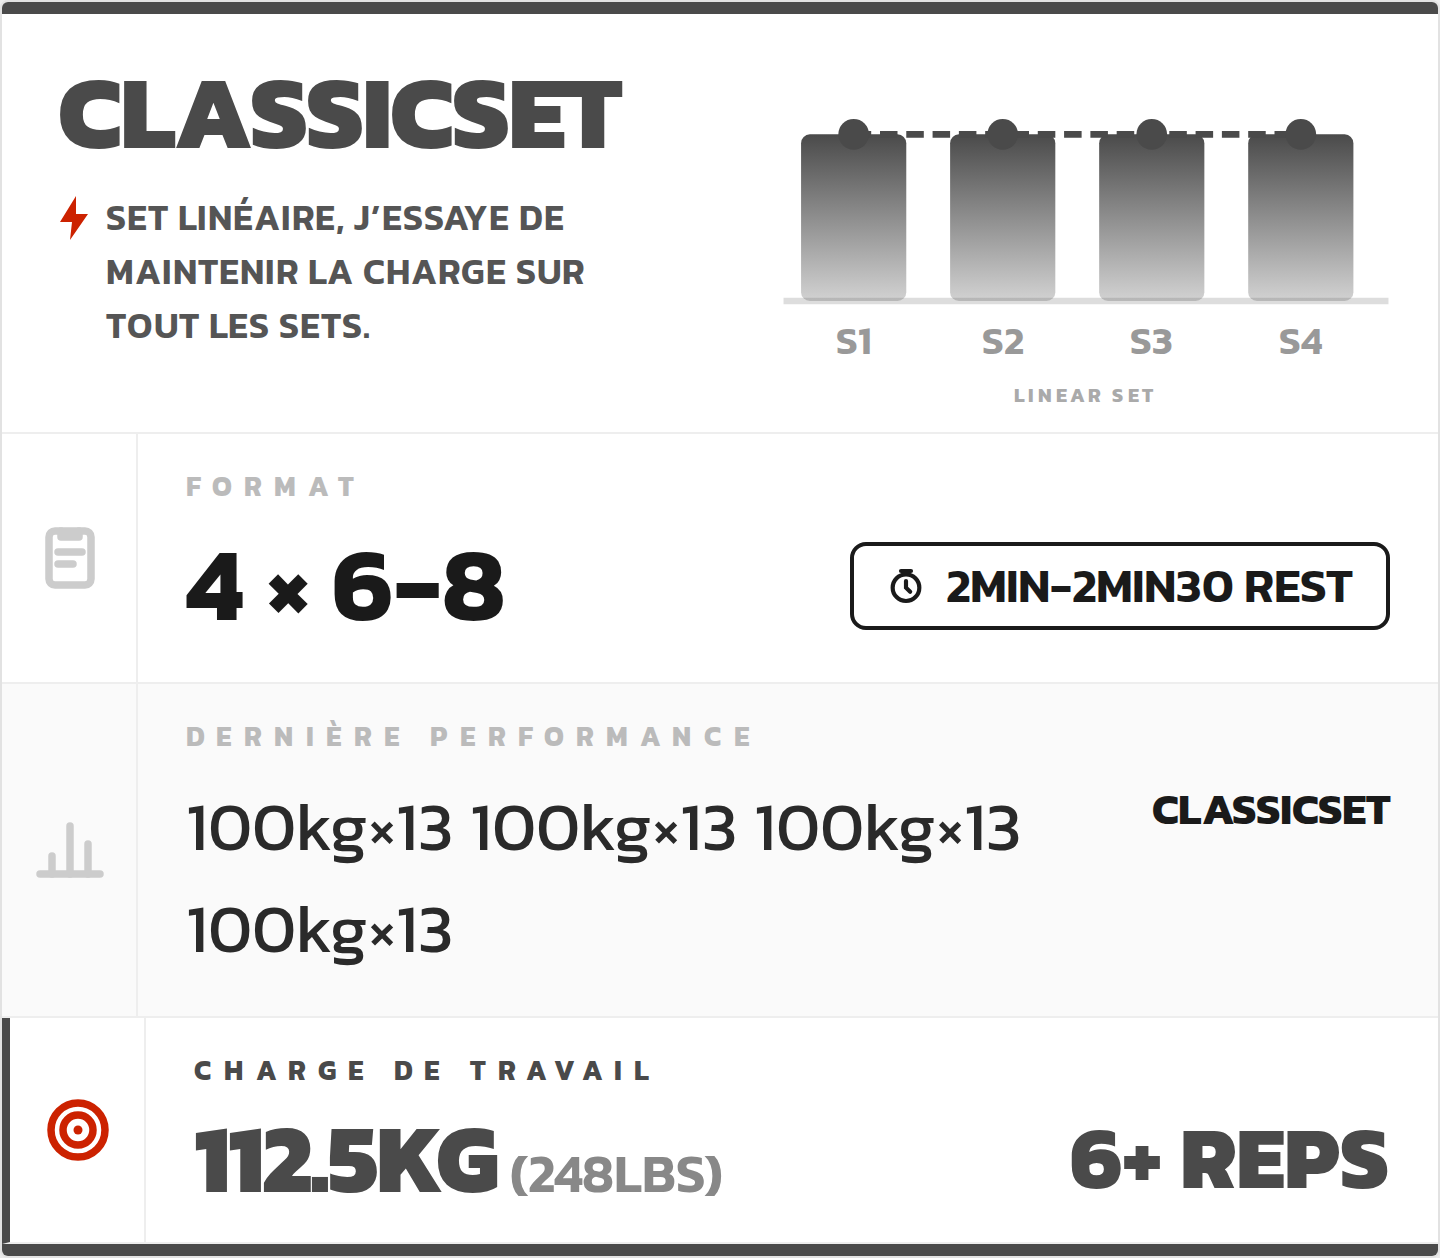 CLASSICSET
SET LINÉAIRE, J’ESSAYE DE
MAINTENIR LA CHARGE SUR
TOUT LES SETS.
S1 S2 S3 S4
LINEAR SET
FORMAT
4 × 6–8
2MIN–2MIN30 REST
DERNIÈRE PERFORMANCE
100kg×13 100kg×13 100kg×13
100kg×13
CLASSICSET
CHARGE DE TRAVAIL
112.5KG (248LBS)
6+ REPS